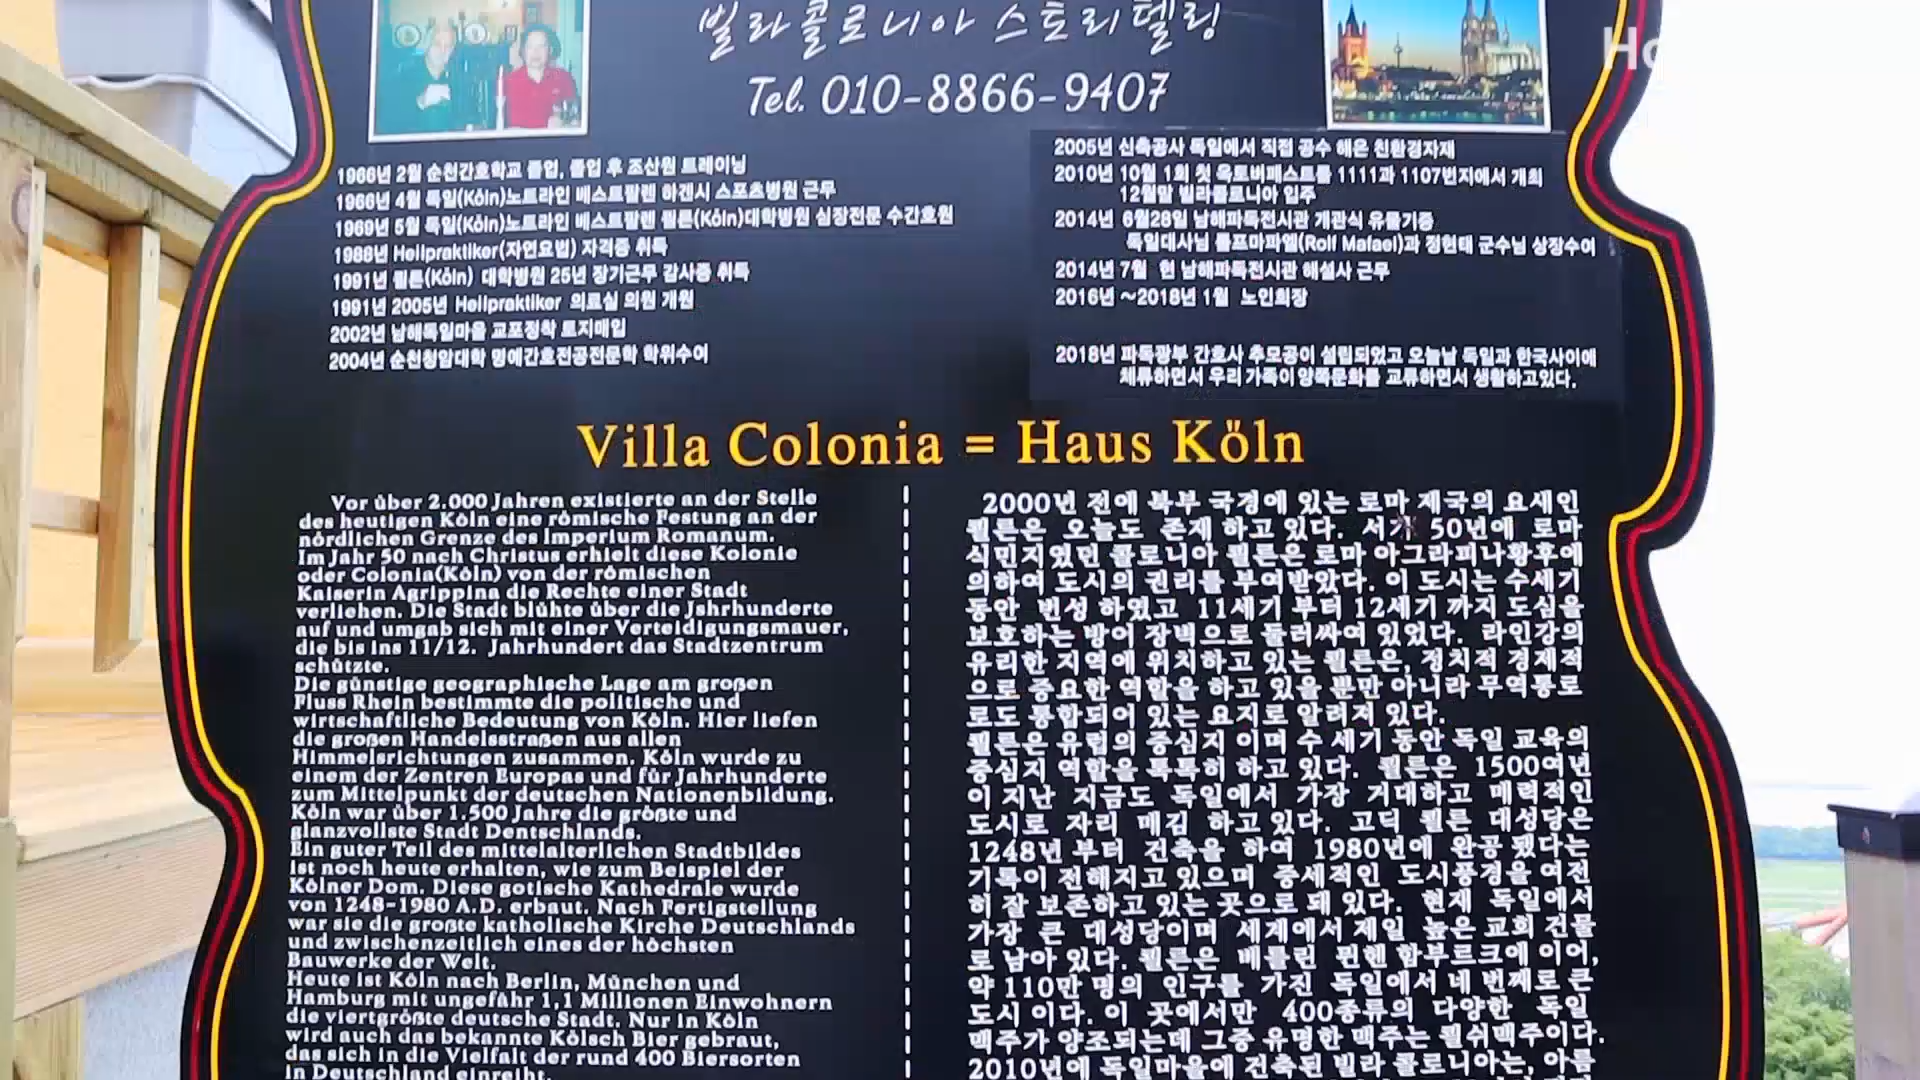 빌라콜로니아 스토리텔링
Tel. 010-8866-9407
1966년 2월 순천간호학교 졸업, 졸업 후 조산원 트레이닝
1966년 4월 독일(Köln)노트라인 베스트팔렌 하겐시 스포츠병원 근무
1969년 5월 독일(Köln)노트라인 베스트팔렌 퀼른(Köln)대학병원 심장전문 수간호원
1988년 Heilpraktiker(자연요법) 자격증 취득
1991년 퀼른(Köln) 대학병원 25년 장기근무 감사증 취득
1991년 2005년 Heilpraktiker 의료실 의원 개원
2002년 남해독일마을 교포정착 토지매입
2004년 순천청암대학 명예간호전공전문학 학위수여
2005년 신축공사 독일에서 직접 공수 해온 친환경자재
2010년 10월 1회 첫 옥토버페스트를 1111과 1107번지에서 개최
12월말 빌라콜로니아 입주
2014년 6월28일 남해파독전시관 개관식 유물기증
독일대사님 롤프마파엘(Rolf Mafael)과 정현태 군수님 상장수여
2014년 7월 현 남해파독전시관 해설사 근무
2016년 ~2018년 1월 노인회장
2018년 파독광부 간호사 추모공이 설립되었고 오늘날 독일과 한국사이에
체류하면서 우리 가족이 양쪽문화를 교류하면서 생활하고있다.
Villa Colonia = Haus Köln
Vor über 2.000 Jahren existierte an der Stelle
des heutigen Köln eine römische Festung an der
nördlichen Grenze des Imperium Romanum.
Im Jahr 50 nach Christus erhielt diese Kolonie
oder Colonia(Köln) von der römischen
Kaiserin Agrippina die Rechte einer Stadt
verliehen. Die Stadt blühte über die Jshrhunderte
auf und umgab sich mit einer Verteidigungsmauer,
die bis ins 11/12. Jahrhundert das Stadtzentrum
schützte.
Die günstige geographische Lage am großen
Fluss Rhein bestimmte die politische und
wirtschaftliche Bedeutung von Köln. Hier liefen
die großen Handelsstraßen aus allen
Himmelsrichtungen zusammen. Köln wurde zu
einem der Zentren Europas und für Jahrhunderte
zum Mittelpunkt der deutschen Nationenbildung.
Köln war über 1.500 Jahre die größte und
glanzvollste Stadt Dentschlands.
Ein guter Teil des mittelalterlichen Stadtbildes
ist noch heute erhalten, wie zum Beispiel der
Kölner Dom. Diese gotische Kathedrale wurde
von 1248-1980 A.D. erbaut. Nach Fertigstellung
war sie die großte katholische Kirche Deutschlands
und zwischenzeitlich eines der höchsten
Bauwerke der Welt.
Heute ist Köln nach Berlin, München und
Hamburg mit ungefähr 1,1 Millionen Einwohnern
die viertgrößte deutsche Stadt. Nur in Köln
wird auch das bekannte Kölsch Bier gebraut,
das sich in die Vielfalt der rund 400 Biersorten
in Deutschland einreiht.
2000년 전에 북부 국경에 있는 로마 제국의 요새인
퀼른은 오늘도 존재 하고 있다. 서기 50년에 로마
식민지였던 콜로니아 퀼른은 로마 아그라피나황후에
의하여 도시의 권리를 부여받았다. 이 도시는 수세기
동안 번성 하였고 11세기 부터 12세기 까지 도심을
보호하는 방어 장벽으로 둘러싸여 있었다. 라인강의
유리한 지역에 위치하고 있는 퀼른은, 정치적 경제적
으로 중요한 역할을 하고 있을 뿐만 아니라 무역통로
로도 통합되어 있는 요지로 알려져 있다.
퀼른은 유럽의 중심지 이며 수 세기 동안 독일 교육의
중심지 역할을 톡톡히 하고 있다. 퀼른은 1500여년
이 지난 지금도 독일에서 가장 거대하고 매력적인
도시로 자리 매김 하고 있다. 고딕 퀼른 대성당은
1248년 부터 건축을 하여 1980년에 완공 됐다는
기록이 전해지고 있으며 중세적인 도시풍경을 여전
히 잘 보존하고 있는 곳으로 돼 있다. 현재 독일에서
가장 큰 대성당이며 세계에서 제일 높은 교회 건물
로 남아 있다. 퀼른은 베를린 뮌헨 함부르크에 이어,
약 110만 명의 인구를 가진 독일에서 네 번째로 큰
도시 이다. 이 곳에서만 400종류의 다양한 독일
맥주가 양조되는데 그중 유명한 맥주는 퀼쉬맥주이다.
2010년에 독일마을에 건축된 빌라 콜로니아는, 아름